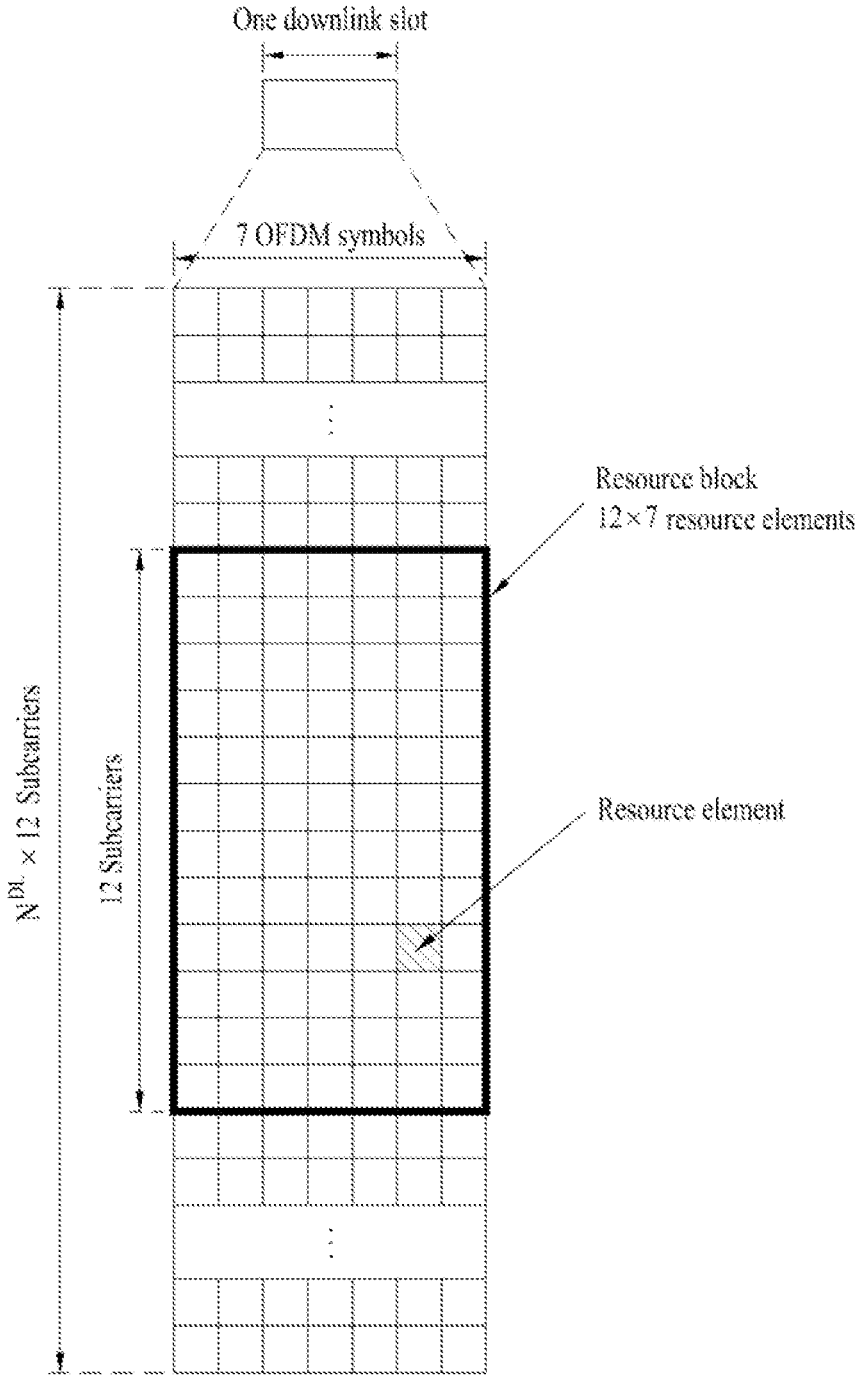 One downlink slot
7 OFDM symbols
Resource block
12×7 resource elements
N^DL × 12 Subcarriers
12 Subcarriers
Resource element